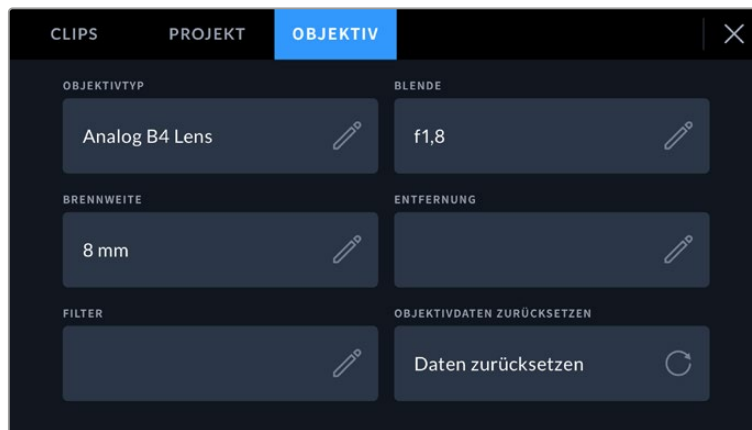 CLIPS PROJEKT OBJEKTIV
OBJEKTIVTYP BLENDE
Analog B4 Lens f1,8
BRENNWEITE ENTFERNUNG
8 mm
FILTER OBJEKTIVDATEN ZURÜCKSETZEN
Daten zurücksetzen